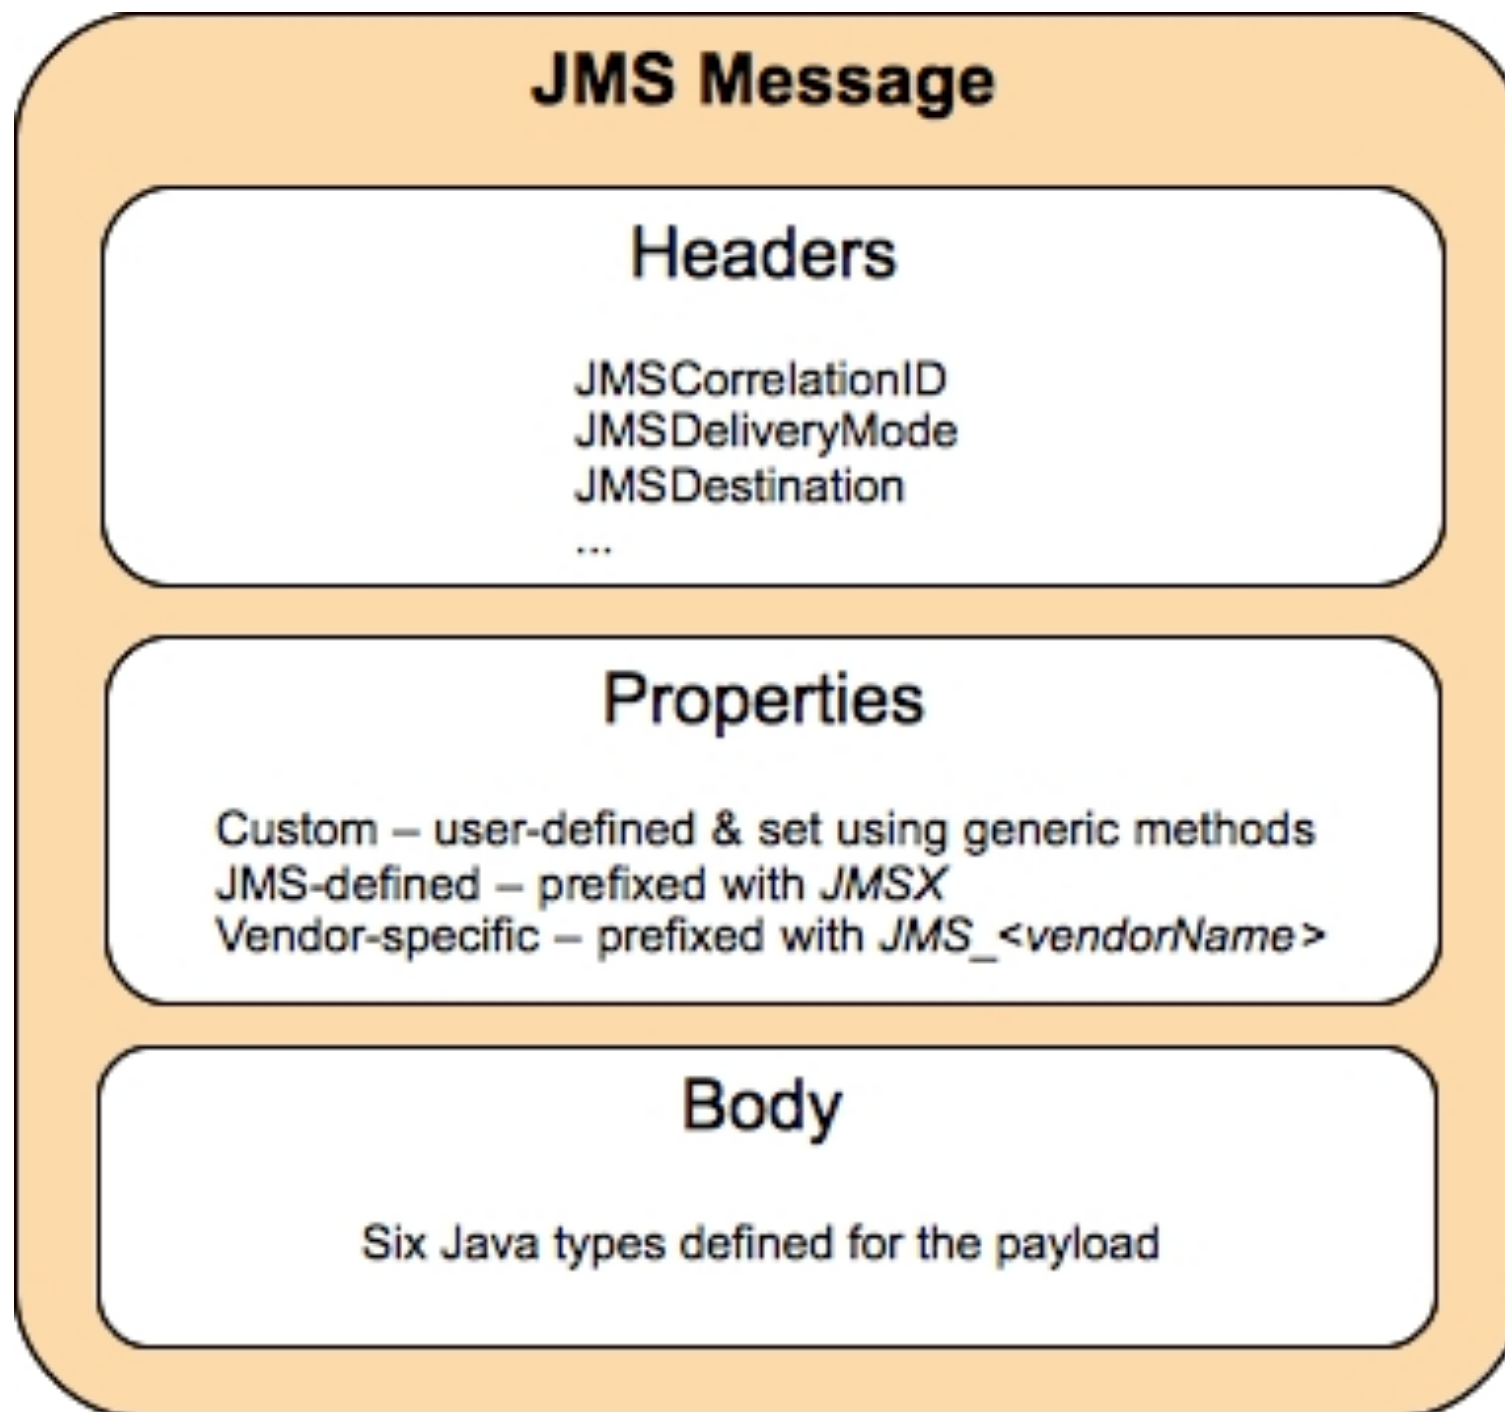 JMS Message
Headers
JMSCorrelationID
JMSDeliveryMode
JMSDestination
...
Properties
Custom – user-defined & set using generic methods
JMS-defined – prefixed with JMSX
Vendor-specific – prefixed with JMS_<vendorName>
Body
Six Java types defined for the payload